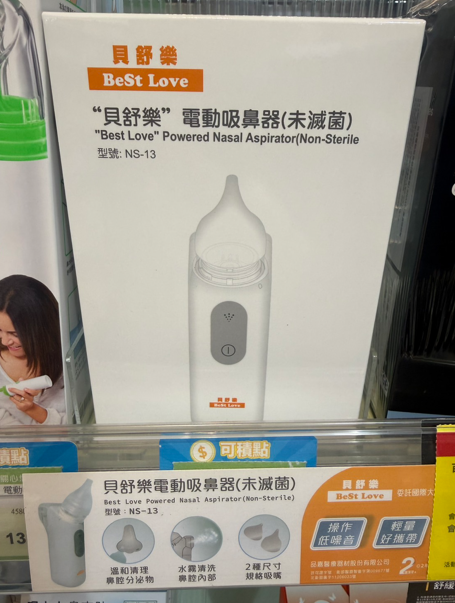 貝舒樂
BeSt Love
“貝舒樂” 電動吸鼻器(未滅菌)
"Best Love" Powered Nasal Aspirator(Non-Sterile
型號: NS-13
貝舒樂
BeSt Love
積點
$ 可積點
貝舒樂電動吸鼻器(未滅菌)
Best Love Powered Nasal Aspirator(Non-Sterile)
型號: NS-13
溫和清理
鼻腔分泌物
水霧清洗
鼻腔內部
2種尺寸
規格吸嘴
貝舒樂
BeSt Love
操作
低噪音
輕量
好攜帶
13